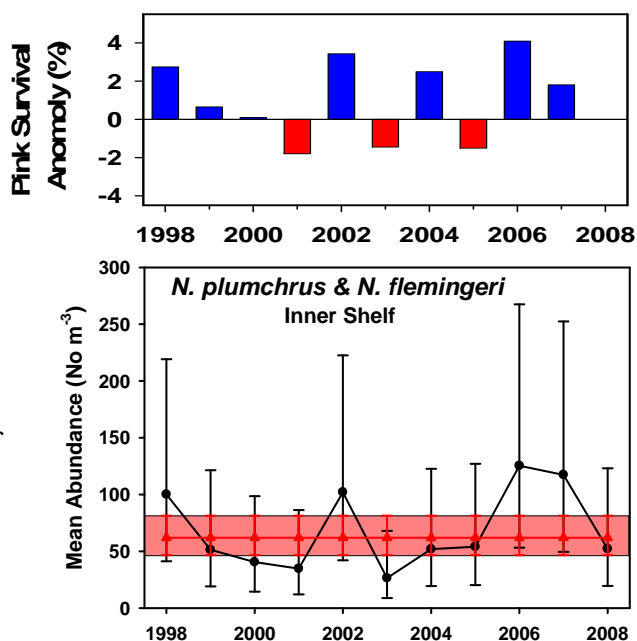 Pink Survival
Anomoly (%)
4
2
0
-2
-4
1998 2000 2002 2004 2006 2008
N. plumchrus & N. flemingeri
Inner Shelf
Mean Abundance (No m-3)
300
250
200
150
100
50
0
1998 2000 2002 2004 2006 2008